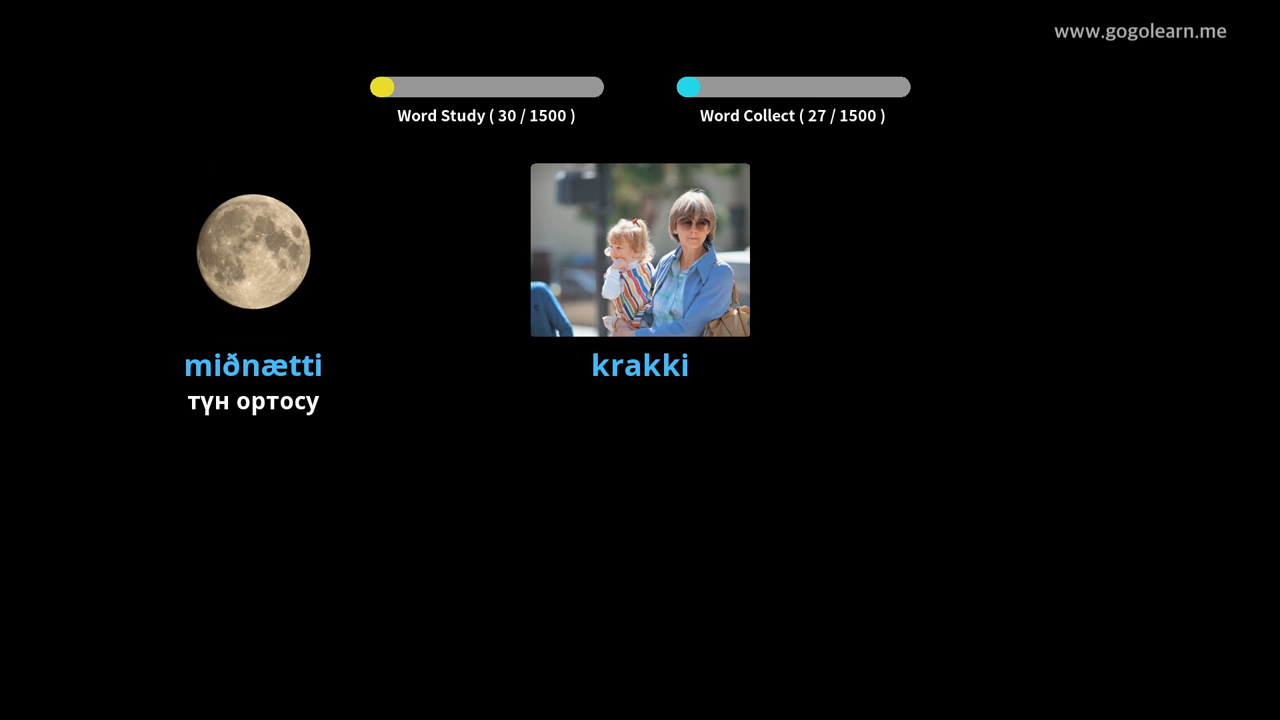 www.gogolearn.me
Word Study ( 30 / 1500 )
Word Collect ( 27 / 1500 )
miðnætti
krakki
түн ортосу